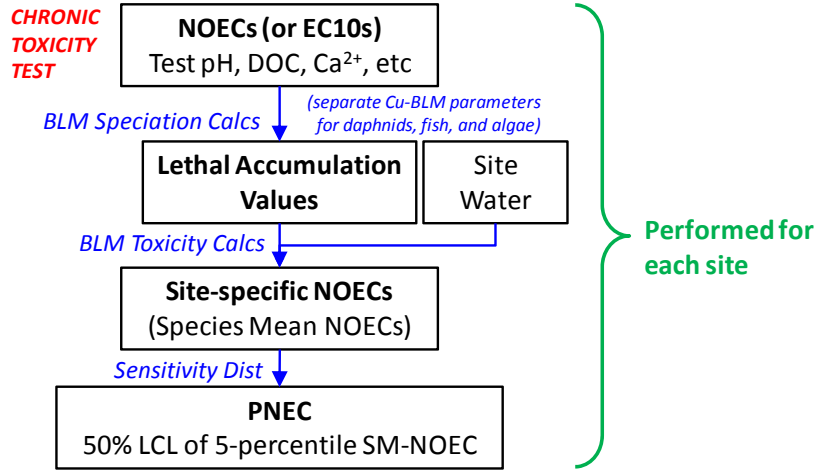 CHRONIC
TOXICITY
TEST
NOECs (or EC10s)
Test pH, DOC, Ca²⁺, etc
BLM Speciation Calcs
(separate Cu-BLM parameters
for daphnids, fish, and algae)
Lethal Accumulation
Values
Site
Water
BLM Toxicity Calcs
Site-specific NOECs
(Species Mean NOECs)
Sensitivity Dist
PNEC
50% LCL of 5-percentile SM-NOEC
Performed for
each site